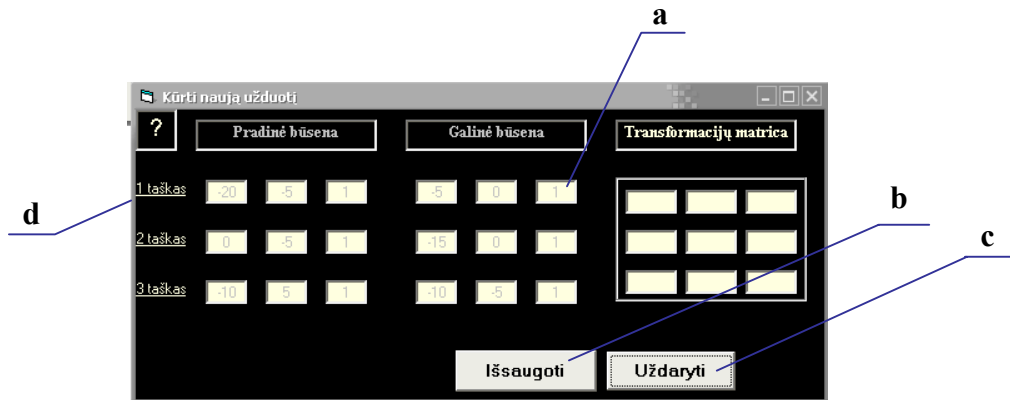 a
Kūrti naują užduotį
? Pradinė būsena Galinė būsena Transformacijų matrica
1 taškas -20 -5 1 -5 0 1
d
b
2 taškas 0 -5 1 -15 0 1
c
3 taškas -10 5 1 -10 -5 1
Išsaugoti Uždaryti